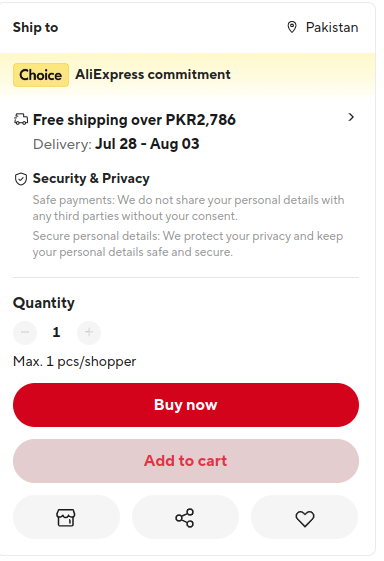 Ship to
Pakistan
Choice AliExpress commitment
Free shipping over PKR2,786
Delivery: Jul 28 - Aug 03
Security & Privacy
Safe payments: We do not share your personal details with
any third parties without your consent.
Secure personal details: We protect your privacy and keep
your personal details safe and secure.
Quantity
1
Max. 1 pcs/shopper
Buy now
Add to cart